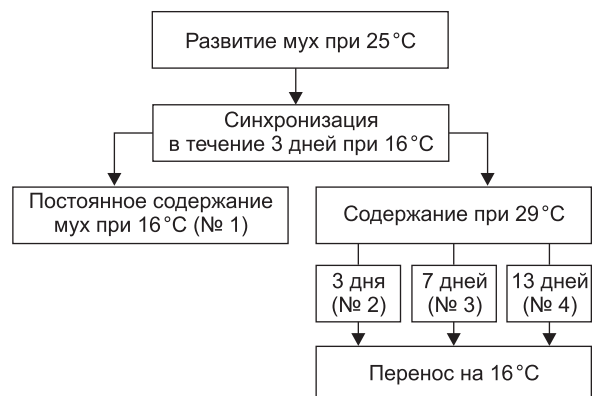 Развитие мух при 25 °C
Синхронизация
в течение 3 дней при 16 °C
Постоянное содержание
мух при 16 °C (№ 1)
Содержание при 29 °C
3 дня
(№ 2)
7 дней
(№ 3)
13 дней
(№ 4)
Перенос на 16 °C